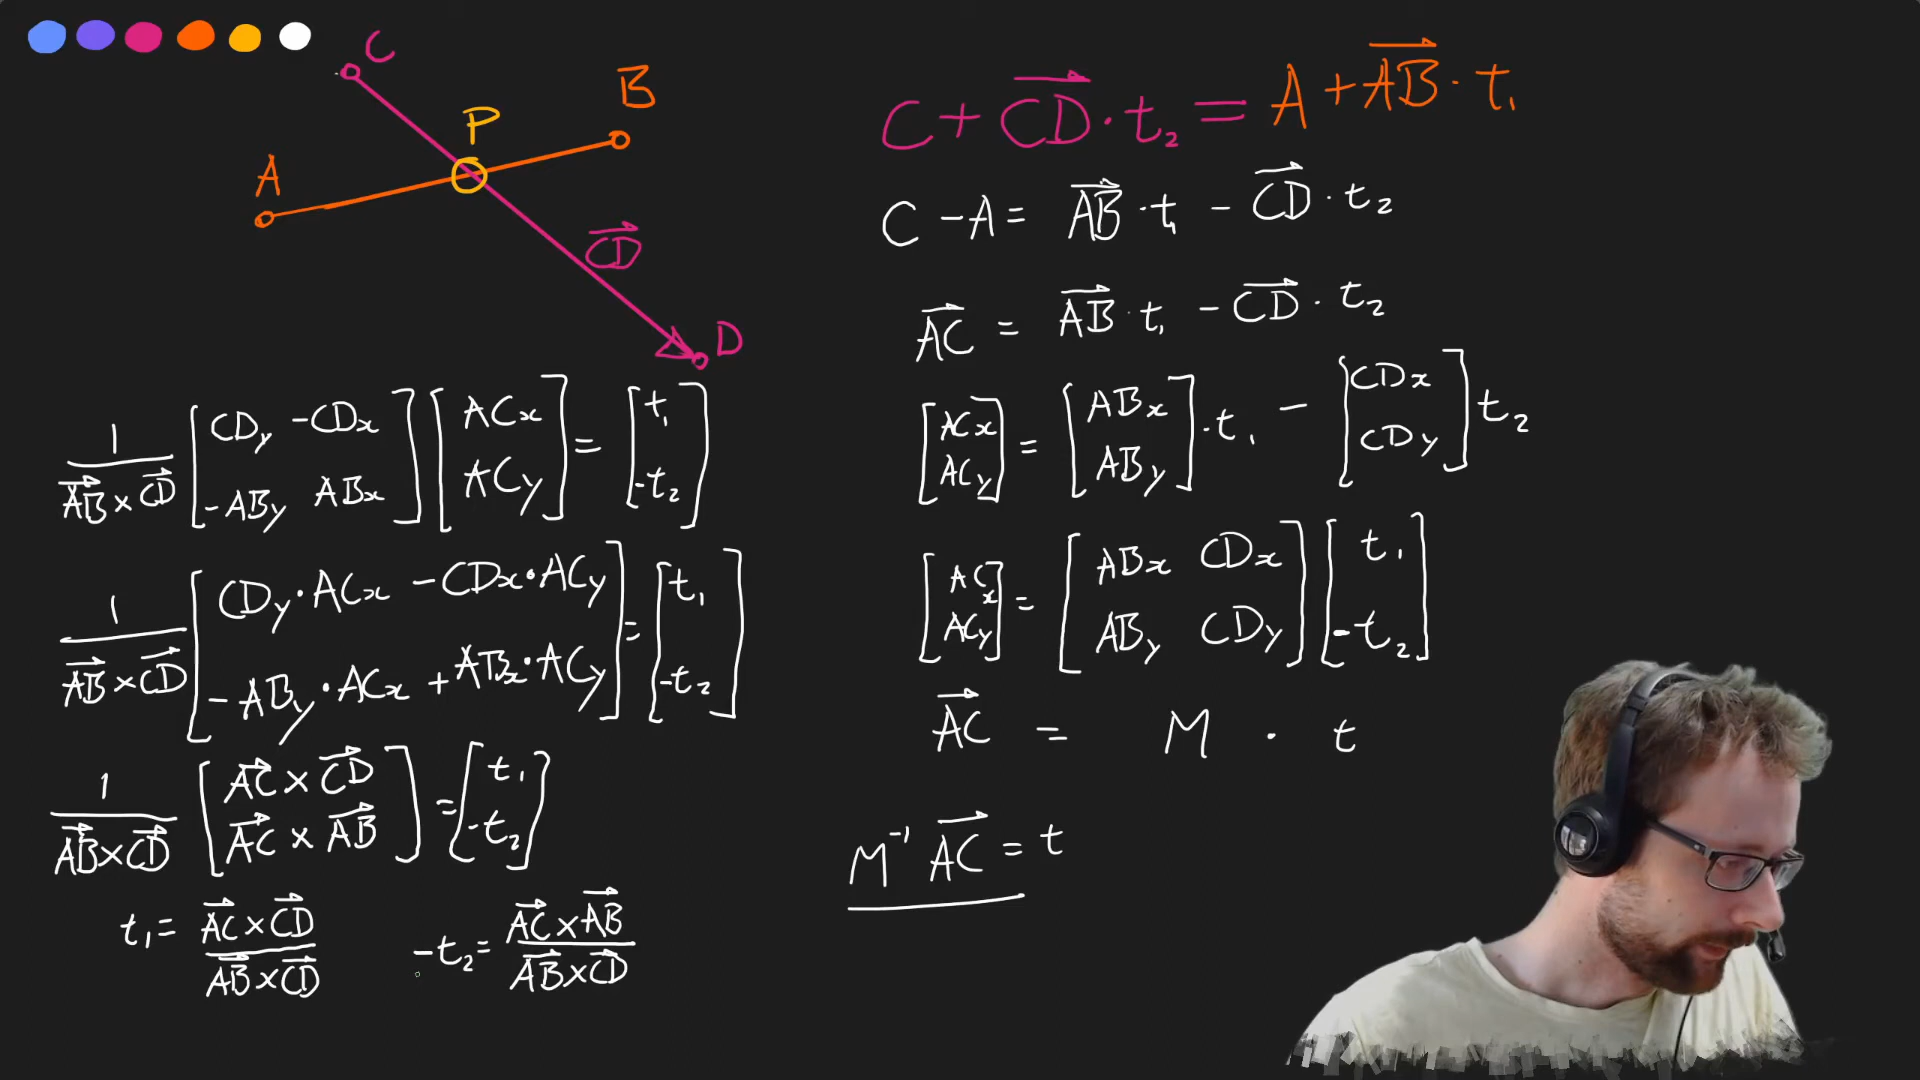 C
B
P
A
CD
D
C + CD · t₂ = A + AB · t₁
C - A = AB · t₁ - CD · t₂
AC = AB · t₁ - CD · t₂
[ACx ACy] = [ABx ABy] · t₁ - [CDx CDy] t₂
[ACx ACy] = [ABx CDx ABy CDy] [t₁ -t₂]
AC = M · t
M⁻¹ AC = t
1 / AB × CD [CDy -CDx -ABy ABx] [ACx ACy] = [t₁ -t₂]
1 / AB × CD [CDy · ACx - CDx · ACy -ABy · ACx + ABx · ACy] = [t₁ -t₂]
1 / AB × CD [AC × CD AC × AB] = [t₁ -t₂]
t₁ = AC × CD / AB × CD
-t₂ = AC × AB / AB × CD